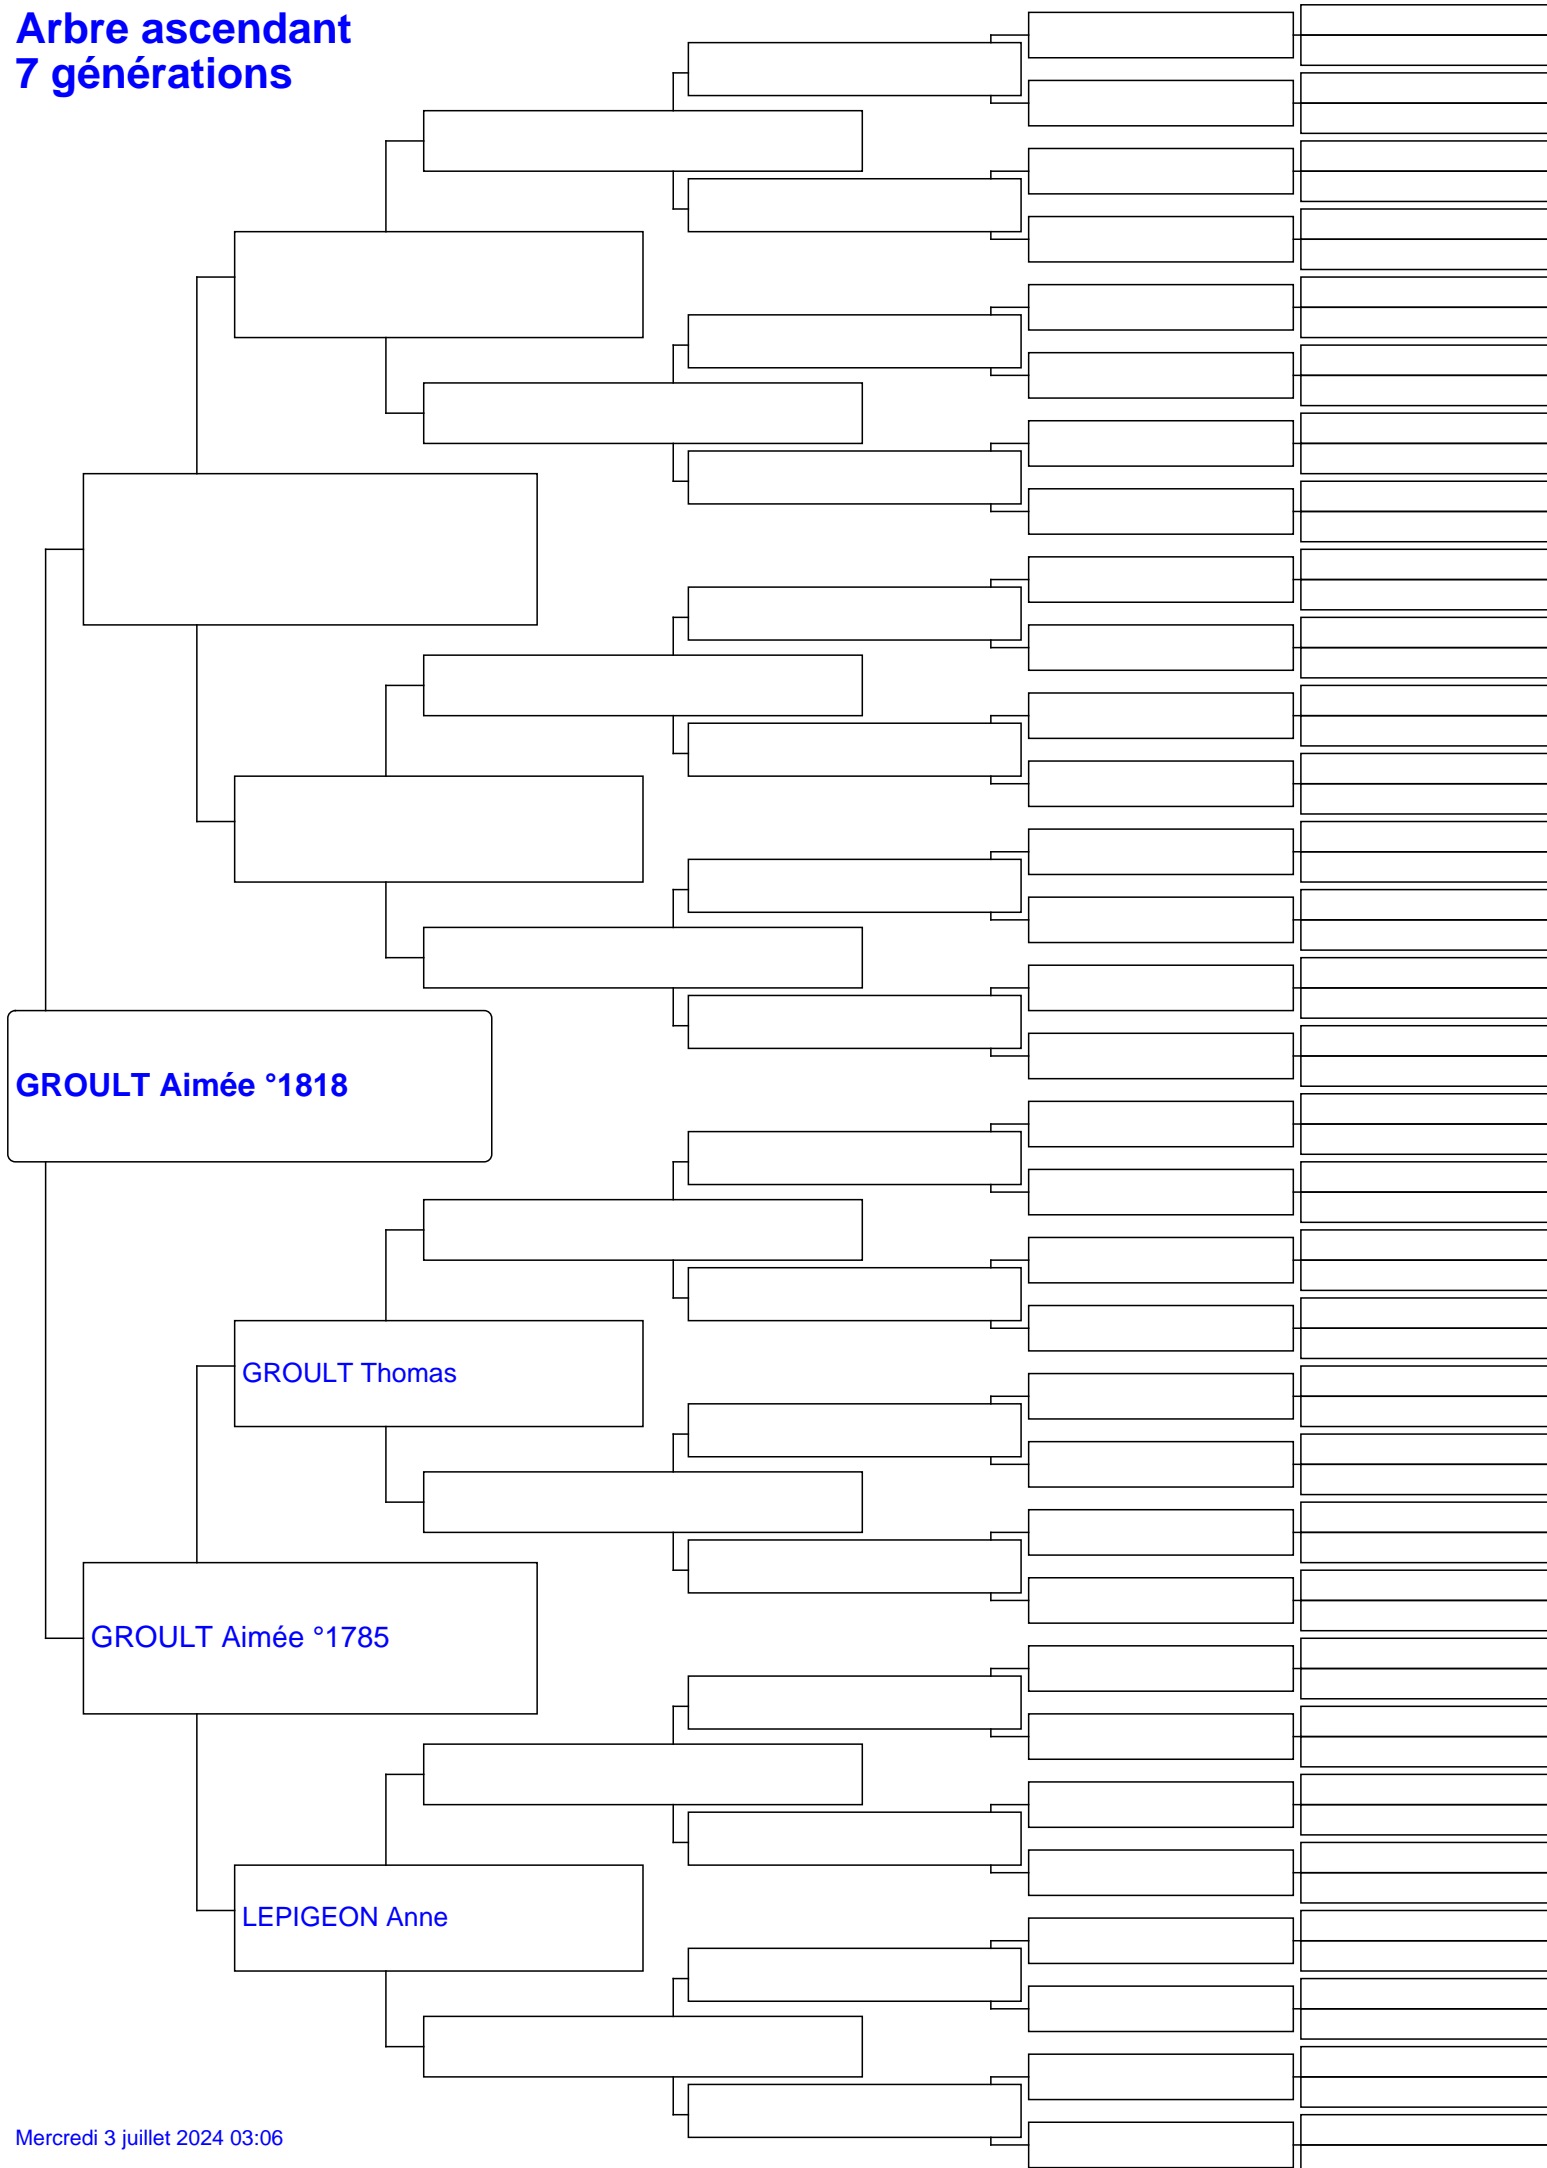 Arbre ascendant
7 générations
GROULT Aimée °1818
GROULT Thomas
GROULT Aimée °1785
LEPIGEON Anne
Mercredi 3 juillet 2024 03:06